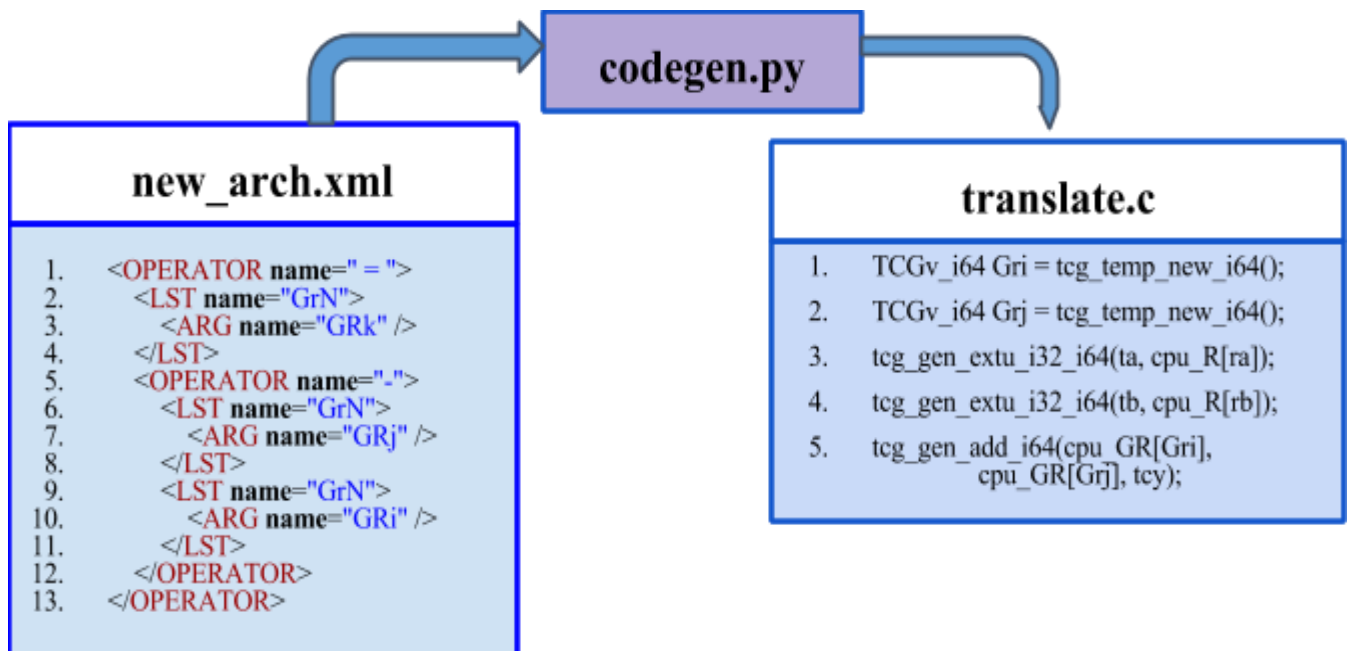 codegen.py
new_arch.xml
1. <OPERATOR name=" = ">
2. <LST name="GrN">
3. <ARG name="GRk" />
4. </LST>
5. <OPERATOR name="-">
6. <LST name="GrN">
7. <ARG name="GRj" />
8. </LST>
9. <LST name="GrN">
10. <ARG name="GRi" />
11. </LST>
12. </OPERATOR>
13. </OPERATOR>
translate.c
1. TCGv_i64 Gri = tcg_temp_new_i64();
2. TCGv_i64 Grj = tcg_temp_new_i64();
3. tcg_gen_extu_i32_i64(ta, cpu_R[ra]);
4. tcg_gen_extu_i32_i64(tb, cpu_R[rb]);
5. tcg_gen_add_i64(cpu_GR[Gri],
cpu_GR[Grj], tcy);